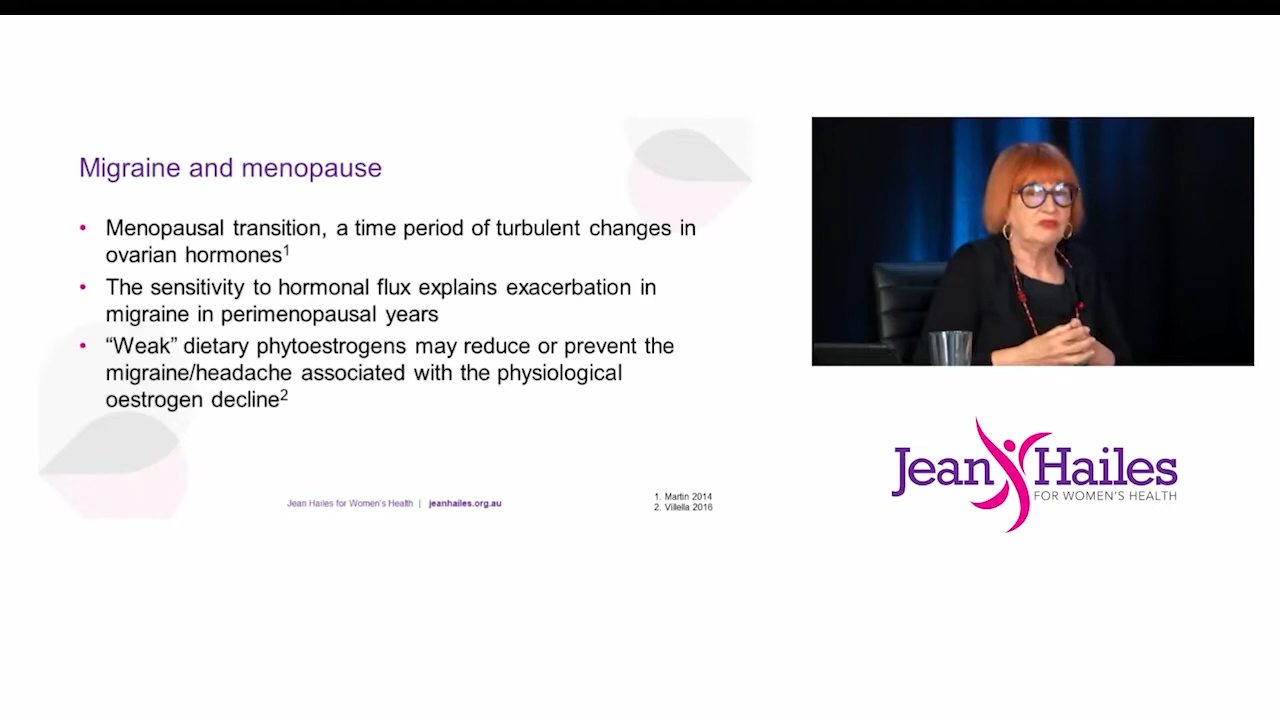 Migraine and menopause
• Menopausal transition, a time period of turbulent changes in
ovarian hormones1
• The sensitivity to hormonal flux explains exacerbation in
migraine in perimenopausal years
• “Weak” dietary phytoestrogens may reduce or prevent the
migraine/headache associated with the physiological
oestrogen decline2
Jean Hailes for Women's Health | jeanhailes.org.au
1. Martin 2014
2. Villella 2016
Jean Hailes
FOR WOMEN'S HEALTH